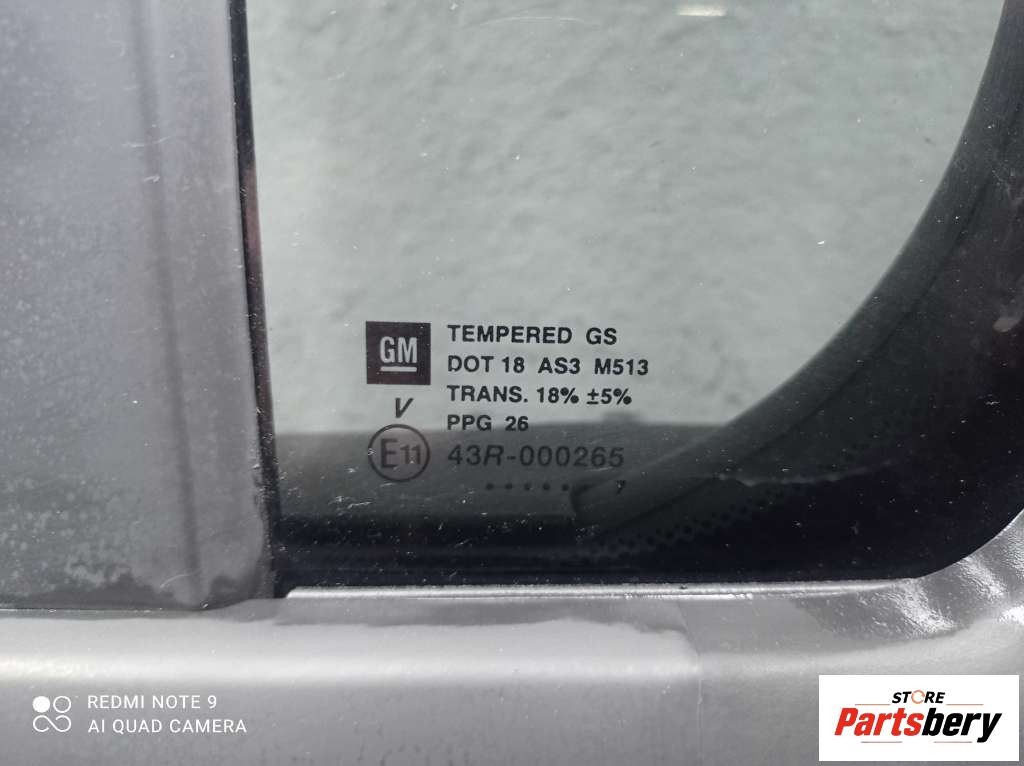 GM
TEMPERED GS
DOT 18 AS3 M513
TRANS. 18% ±5%
V
PPG 26
E11
43R-000265
•••••• 7
REDMI NOTE 9
AI QUAD CAMERA
STORE
Partsbery